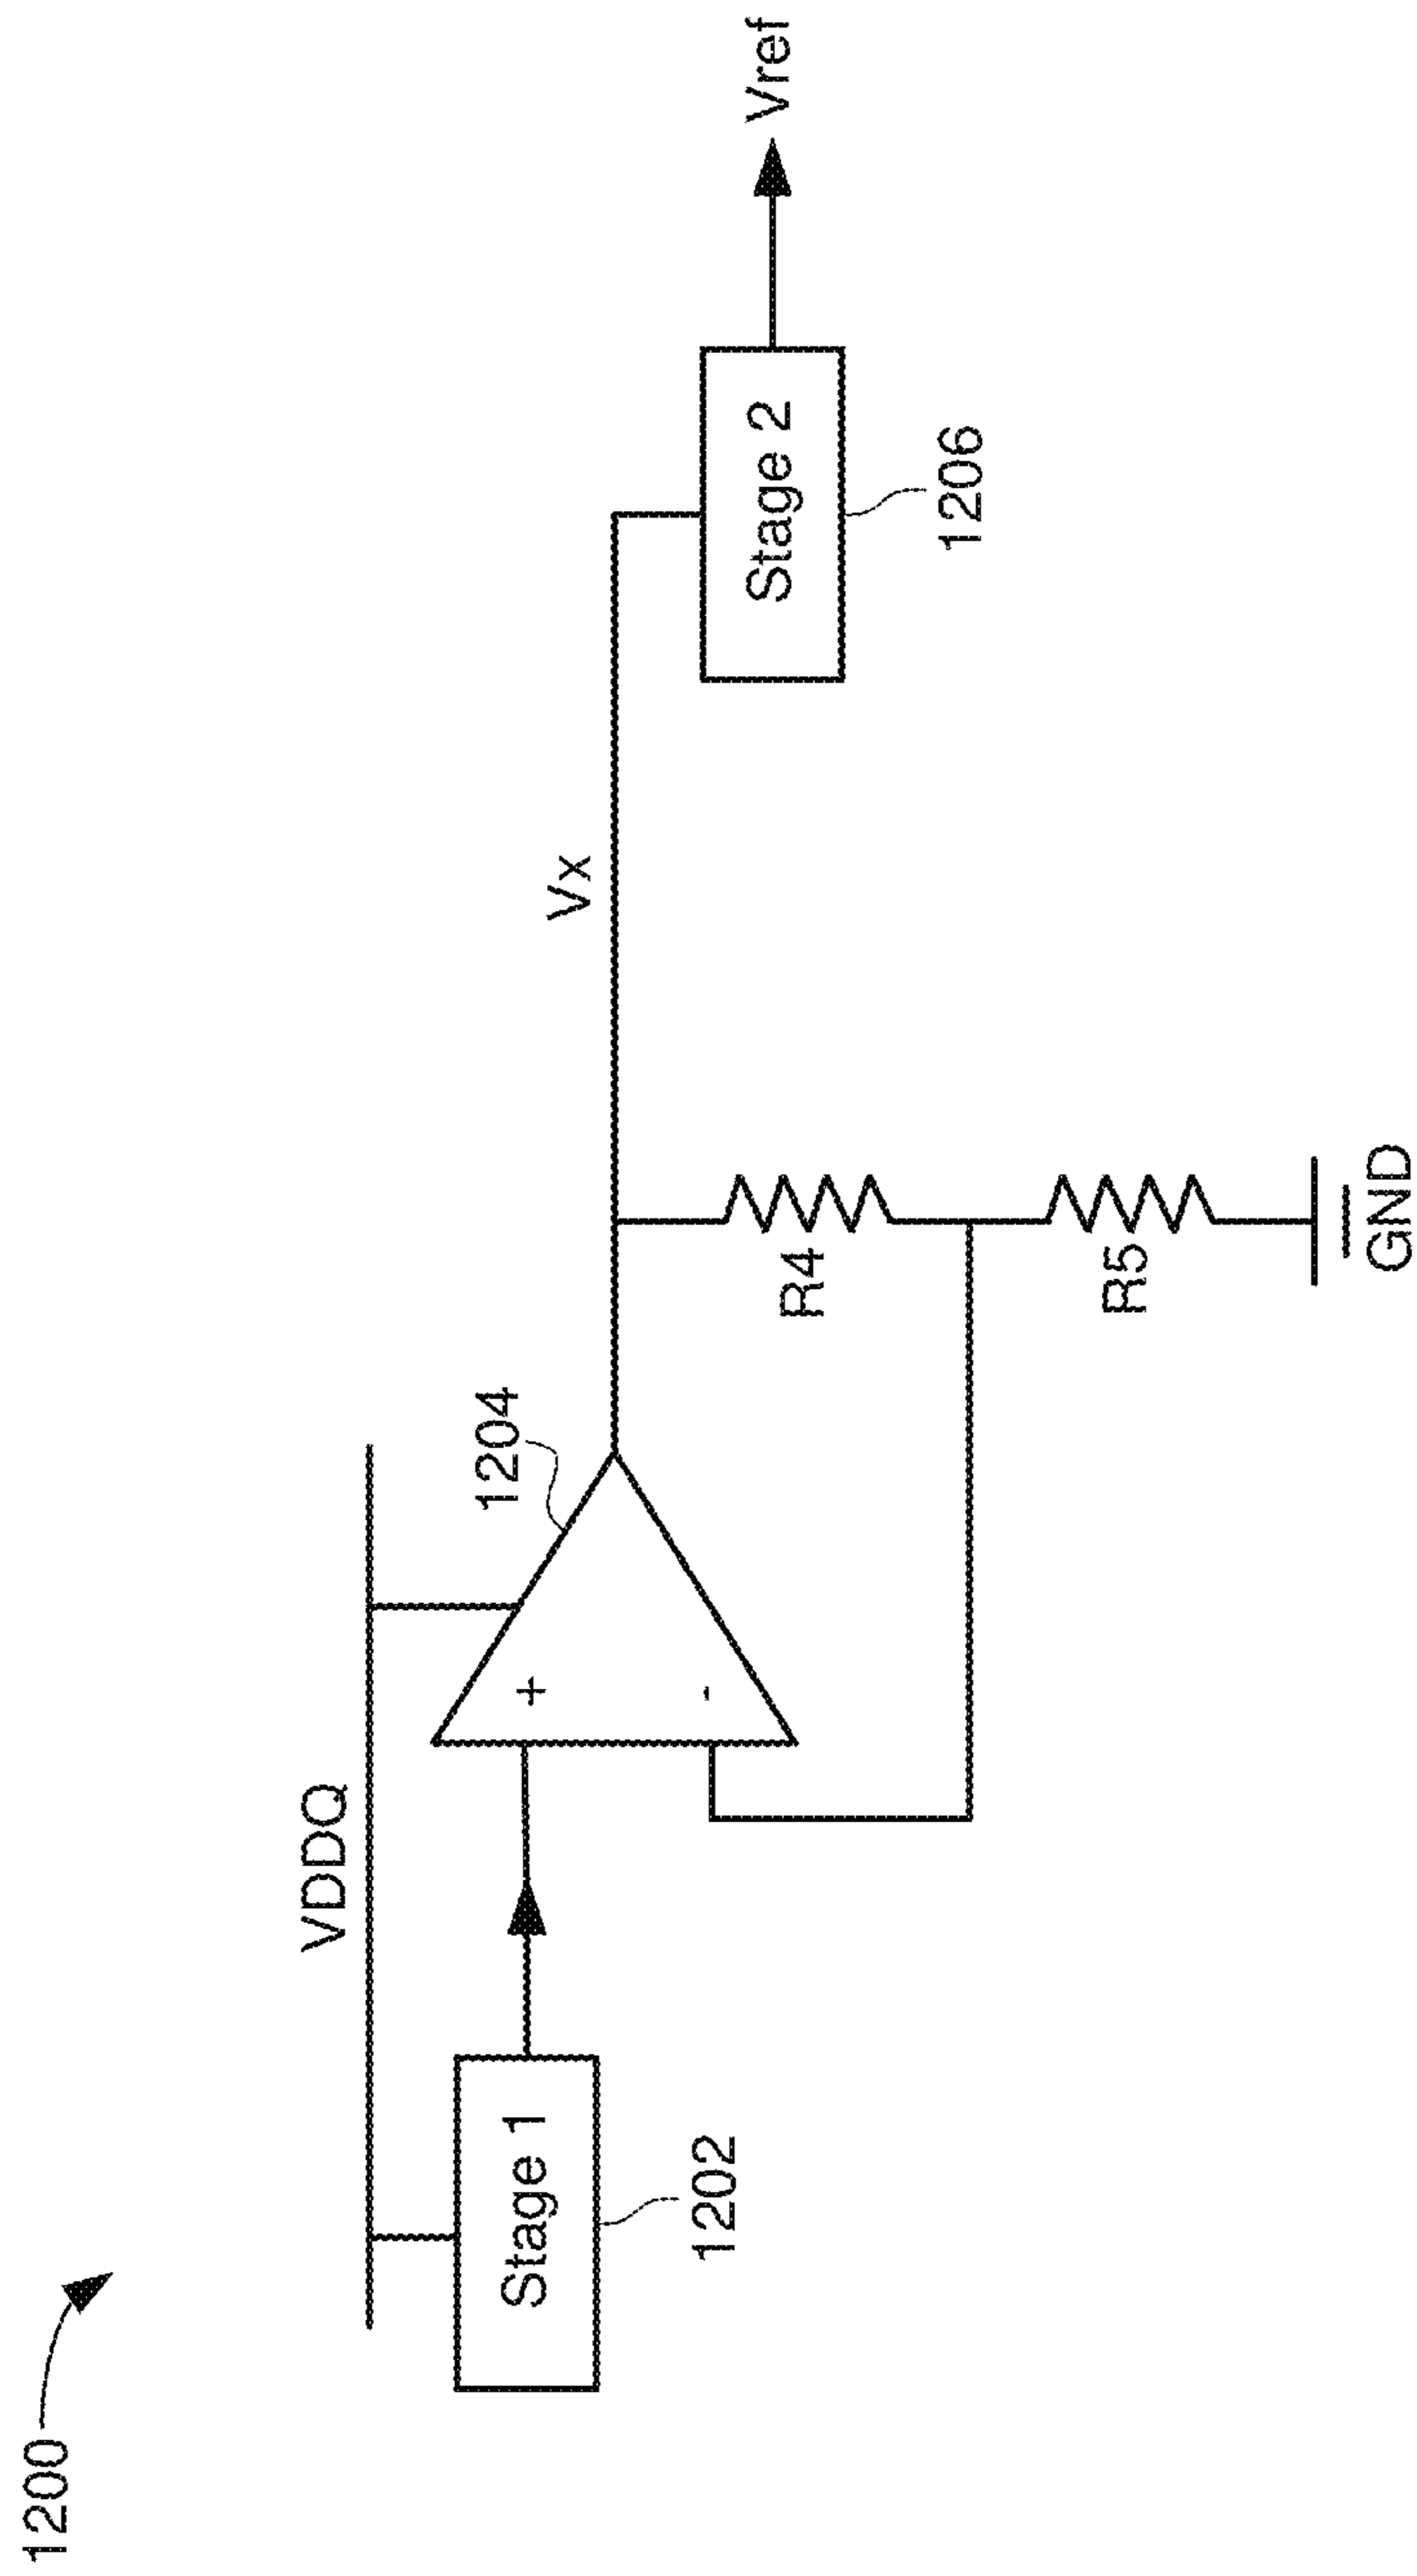 1200
VDDQ
Stage 1
1202
+
-
1204
Vx
R4
R5
GND
Stage 2
1206
Vref